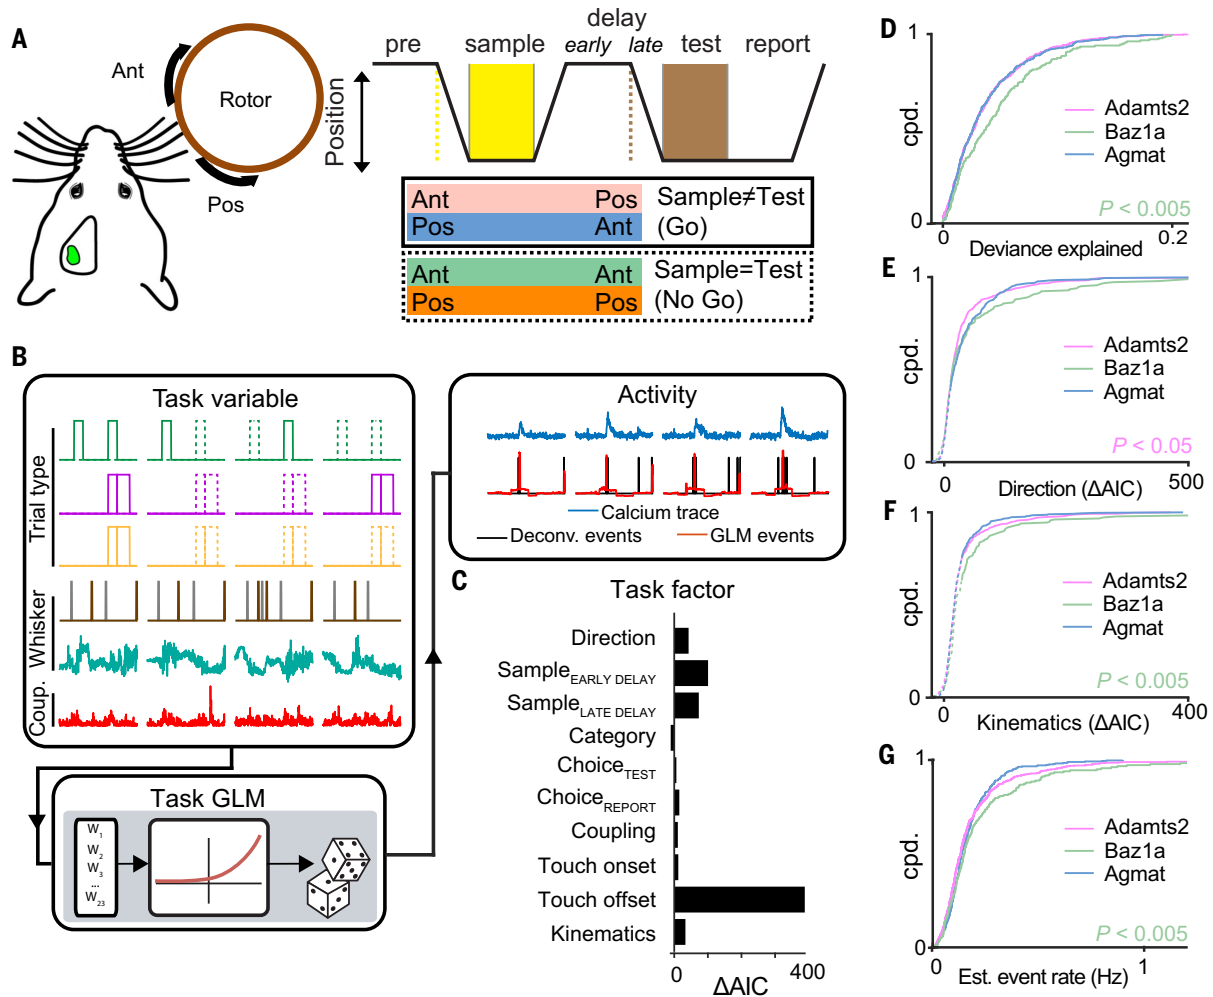 A
Ant
Rotor
Pos
Position
delay
pre
sample
early
late
test
report
Ant Pos
Pos Ant
Sample≠Test
(Go)
Ant Ant
Pos Pos
Sample=Test
(No Go)
B
Task variable
Trial type
Whisker
Coup.
Task GLM
W1
W2
W3
...
W23
Activity
Calcium trace
Deconv. events
GLM events
C
Task factor
Direction
SampleEARLY DELAY
SampleLATE DELAY
Category
ChoiceTEST
ChoiceREPORT
Coupling
Touch onset
Touch offset
Kinematics
0 400
ΔAIC
D
1
cpd.
Adamts2
Baz1a
Agmat
P < 0.005
0
0 0.2
Deviance explained
E
1
cpd.
Adamts2
Baz1a
Agmat
P < 0.05
0
0 500
Direction (ΔAIC)
F
1
cpd.
Adamts2
Baz1a
Agmat
P < 0.005
0
0 400
Kinematics (ΔAIC)
G
1
cpd.
Adamts2
Baz1a
Agmat
P < 0.005
0
0 1
Est. event rate (Hz)